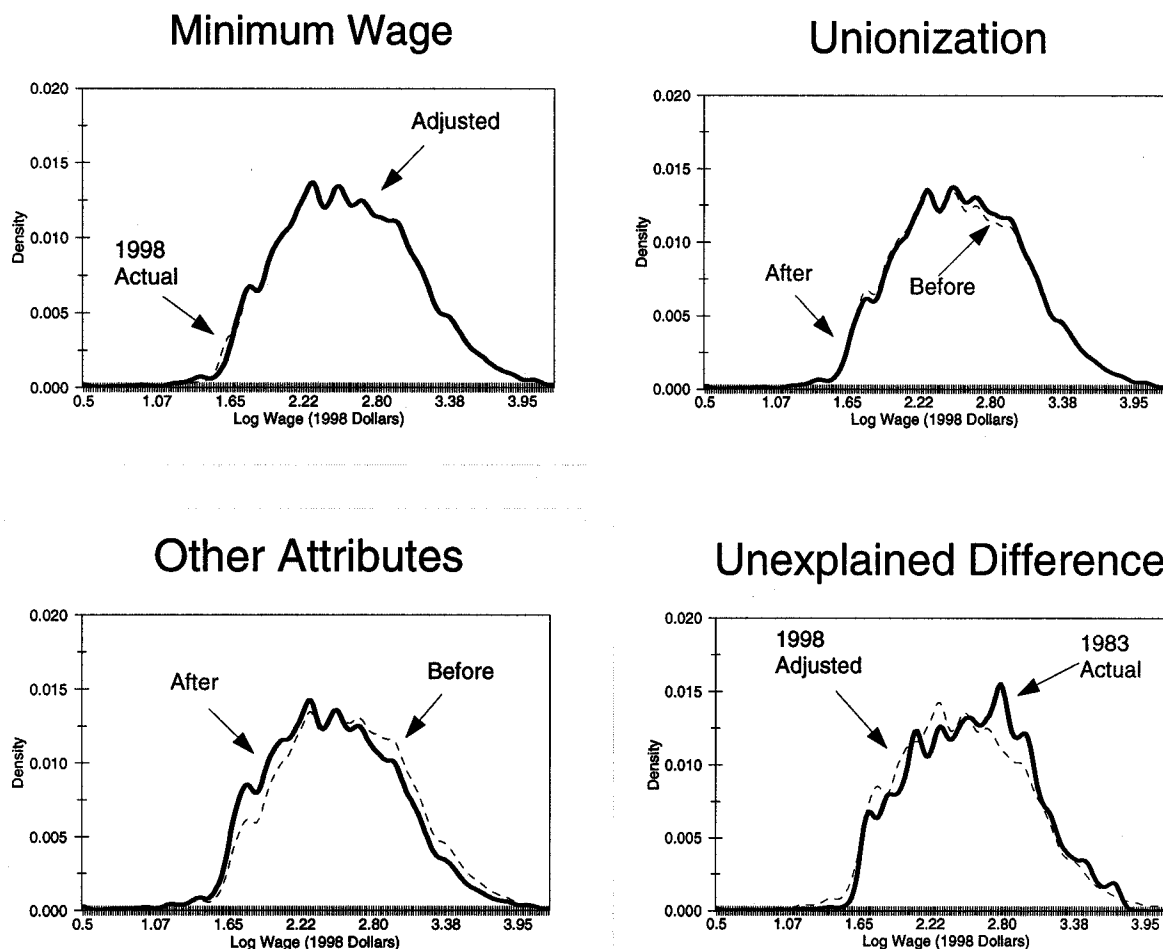 Minimum Wage
Density
0.020
0.015
0.010
0.005
0.000
Adjusted
1998
Actual
0.5 1.07 1.65 2.22 2.80 3.38 3.95
Log Wage (1998 Dollars)
Unionization
Density
0.020
0.015
0.010
0.005
0.000
After
Before
0.5 1.07 1.65 2.22 2.80 3.38 3.95
Log Wage (1998 Dollars)
Other Attributes
Density
0.020
0.015
0.010
0.005
0.000
After
Before
0.5 1.07 1.65 2.22 2.80 3.38 3.95
Log Wage (1998 Dollars)
Unexplained Difference
Density
0.020
0.015
0.010
0.005
0.000
1998
Adjusted
1983
Actual
0.5 1.07 1.65 2.22 2.80 3.38 3.95
Log Wage (1998 Dollars)